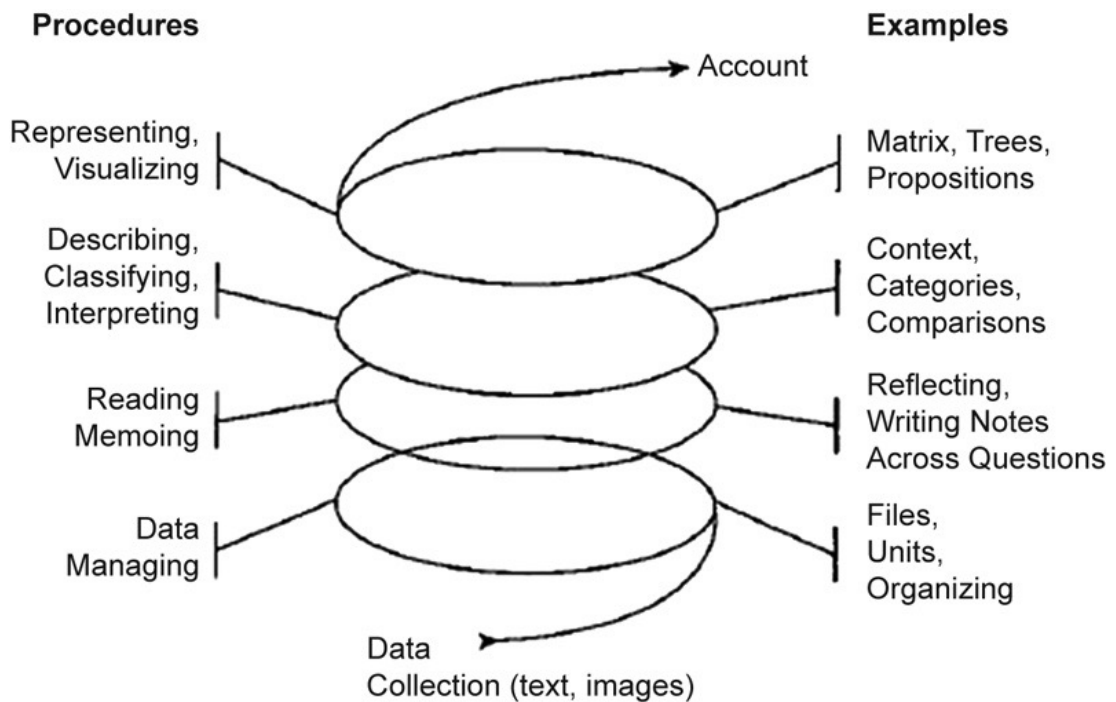 Procedures
Examples
Account
Representing,
Visualizing
Matrix, Trees,
Propositions
Describing,
Classifying,
Interpreting
Context,
Categories,
Comparisons
Reading
Memoing
Reflecting,
Writing Notes
Across Questions
Data
Managing
Files,
Units,
Organizing
Data
Collection (text, images)